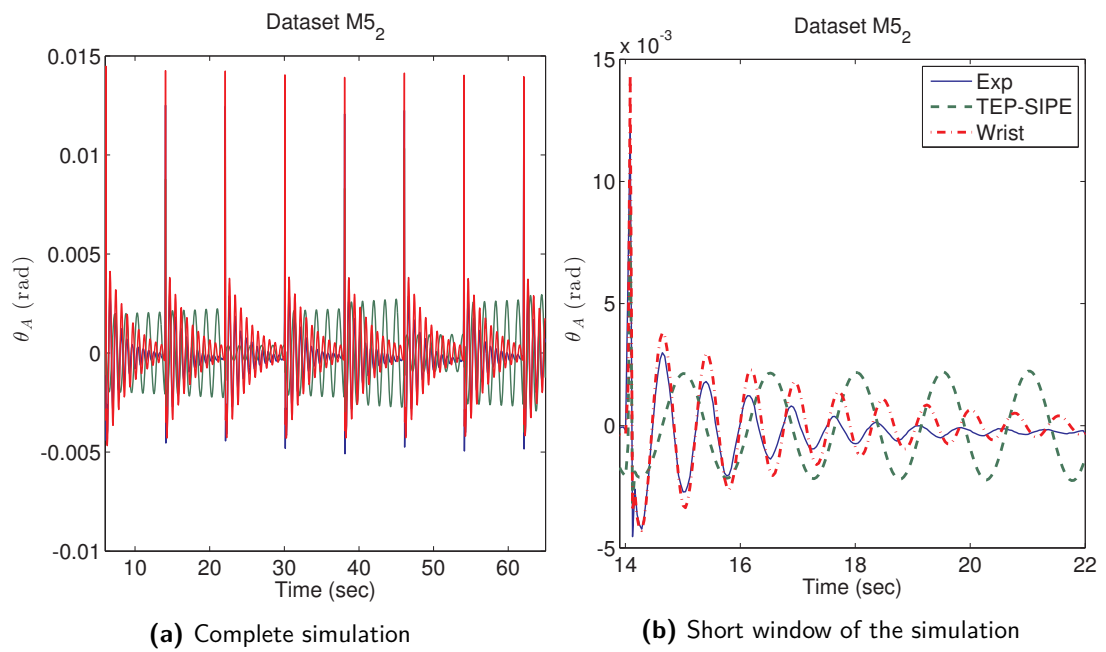 Dataset M5₂
0.015
0.01
0.005
0
-0.005
-0.01
θ_A (rad)
10 20 30 40 50 60
Time (sec)
(a) Complete simulation
Dataset M5₂
x 10⁻³
15
10
5
0
-5
θ_A (rad)
Exp
TEP-SIPE
Wrist
14 16 18 20 22
Time (sec)
(b) Short window of the simulation